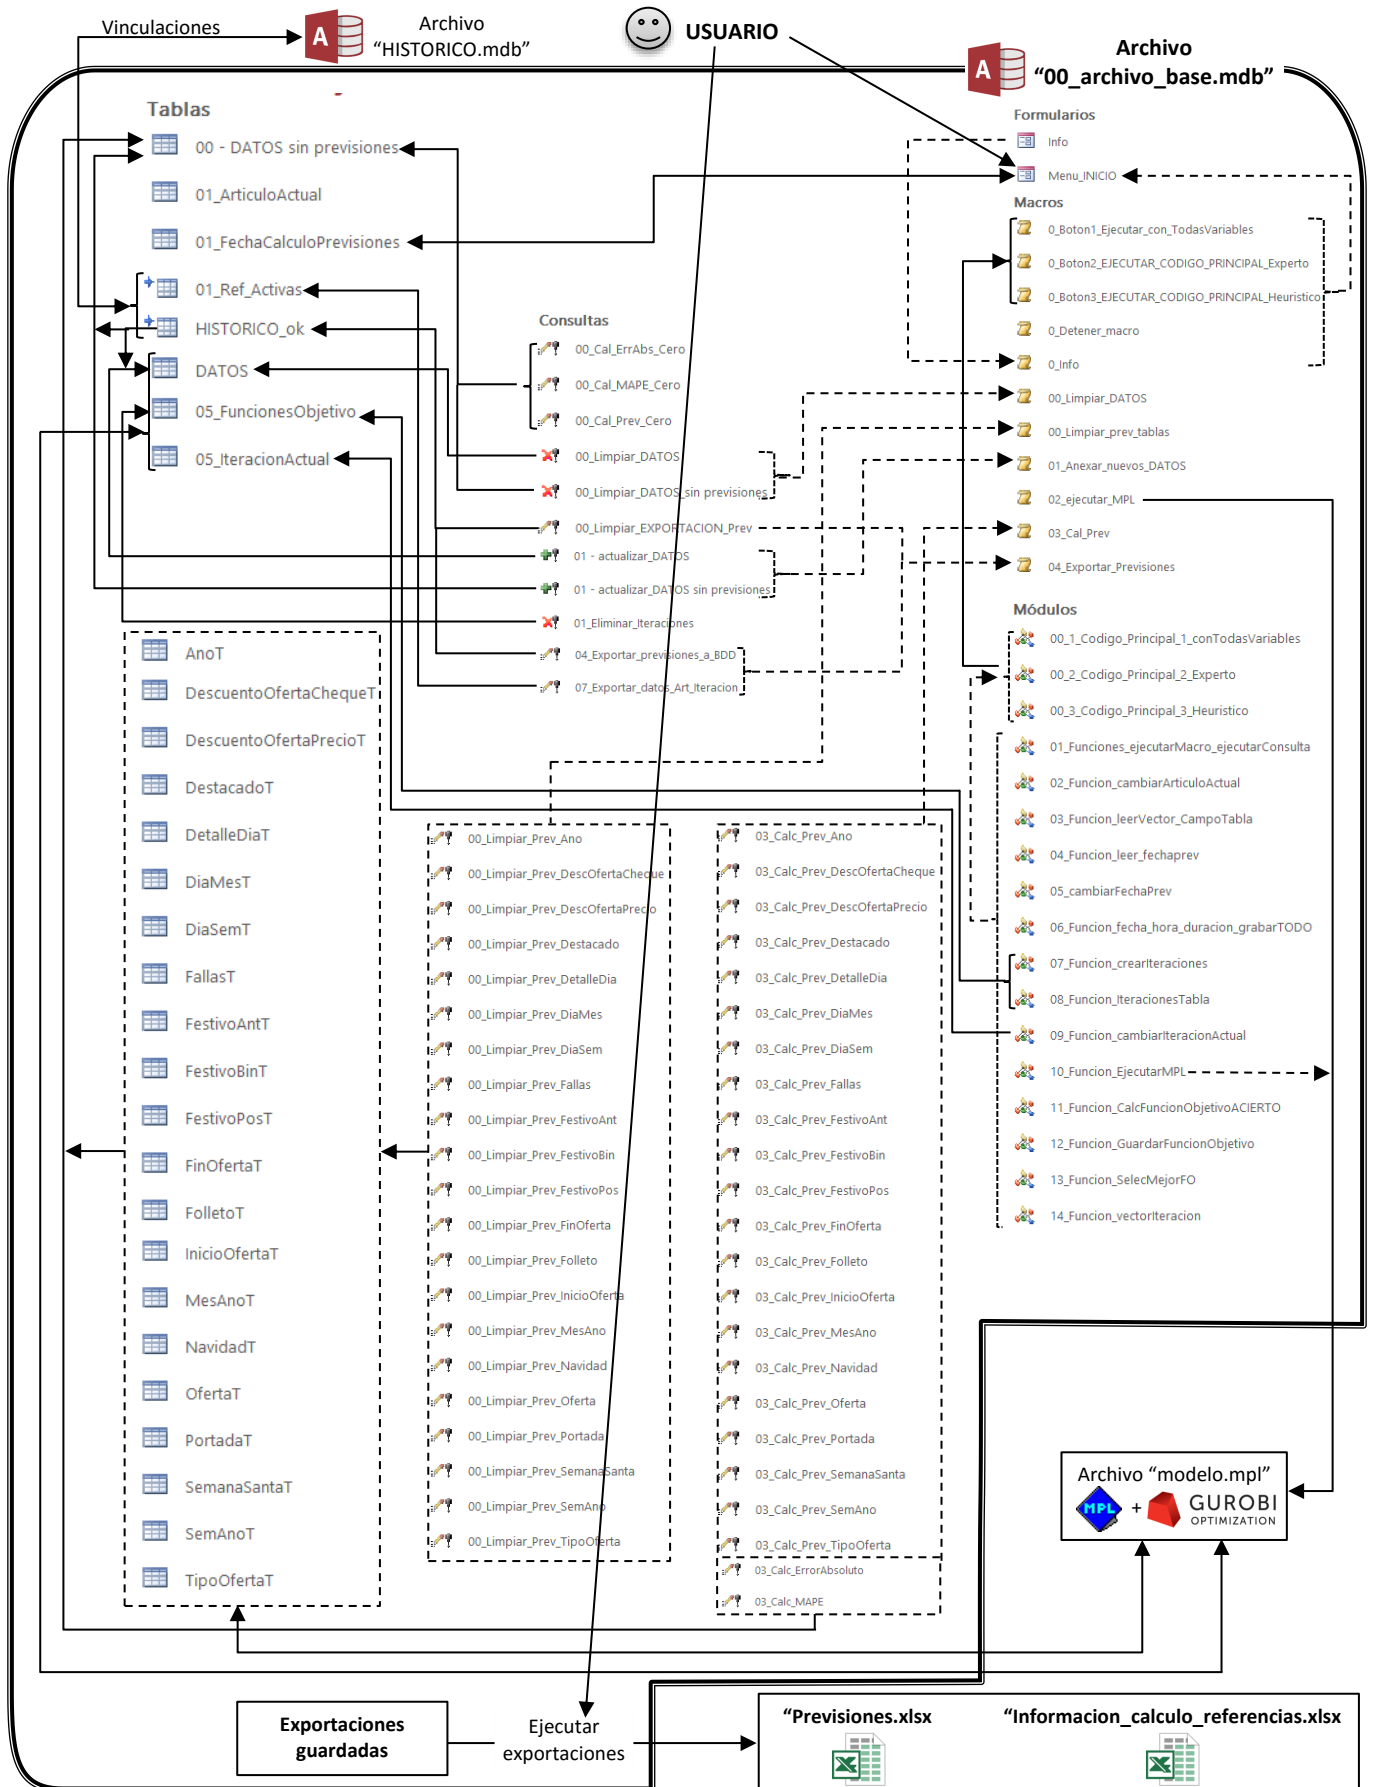 Vinculaciones
A
Archivo
“HISTORICO.mdb”
USUARIO
A
Archivo
“00_archivo_base.mdb”
Tablas
00 - DATOS sin previsiones
01_ArticuloActual
01_FechaCalculoPrevisiones
01_Ref_Activas
HISTORICO_ok
DATOS
05_FuncionesObjetivo
05_IteracionActual
AnoT
DescuentoOfertaChequeT
DescuentoOfertaPrecioT
DestacadoT
DetalleDiaT
DiaMesT
DiaSemT
FallasT
FestivoAntT
FestivoBinT
FestivoPosT
FinOfertaT
FolletoT
InicioOfertaT
MesAnoT
NavidadT
OfertaT
PortadaT
SemanaSantaT
SemAnoT
TipoOfertaT
Consultas
00_Cal_ErrAbs_Cero
00_Cal_MAPE_Cero
00_Cal_Prev_Cero
00_Limpiar_DATOS
00_Limpiar_DATOS_sin previsiones
00_Limpiar_EXPORTACION_Prev
01 - actualizar_DATOS
01 - actualizar_DATOS sin previsiones
01_Eliminar_Iteraciones
04_Exportar_previsiones_a_BDD
07_Exportar_datos_Art_Iteracion
00_Limpiar_Prev_Ano
00_Limpiar_Prev_DescOfertaCheque
00_Limpiar_Prev_DescOfertaPrecio
00_Limpiar_Prev_Destacado
00_Limpiar_Prev_DetalleDia
00_Limpiar_Prev_DiaMes
00_Limpiar_Prev_DiaSem
00_Limpiar_Prev_Fallas
00_Limpiar_Prev_FestivoAnt
00_Limpiar_Prev_FestivoBin
00_Limpiar_Prev_FestivoPos
00_Limpiar_Prev_FinOferta
00_Limpiar_Prev_Folleto
00_Limpiar_Prev_InicioOferta
00_Limpiar_Prev_MesAno
00_Limpiar_Prev_Navidad
00_Limpiar_Prev_Oferta
00_Limpiar_Prev_Portada
00_Limpiar_Prev_SemanaSanta
00_Limpiar_Prev_SemAno
00_Limpiar_Prev_TipoOferta
03_Calc_Prev_Ano
03_Calc_Prev_DescOfertaCheque
03_Calc_Prev_DescOfertaPrecio
03_Calc_Prev_Destacado
03_Calc_Prev_DetalleDia
03_Calc_Prev_DiaMes
03_Calc_Prev_DiaSem
03_Calc_Prev_Fallas
03_Calc_Prev_FestivoAnt
03_Calc_Prev_FestivoBin
03_Calc_Prev_FestivoPos
03_Calc_Prev_FinOferta
03_Calc_Prev_Folleto
03_Calc_Prev_InicioOferta
03_Calc_Prev_MesAno
03_Calc_Prev_Navidad
03_Calc_Prev_Oferta
03_Calc_Prev_Portada
03_Calc_Prev_SemanaSanta
03_Calc_Prev_SemAno
03_Calc_Prev_TipoOferta
03_Calc_ErrorAbsoluto
03_Calc_MAPE
Formularios
Info
Menu_INICIO
Macros
0_Boton1_Ejecutar_con_TodasVariables
0_Boton2_EJECUTAR_CODIGO_PRINCIPAL_Experto
0_Boton3_EJECUTAR_CODIGO_PRINCIPAL_Heuristico
0_Detener_macro
0_Info
00_Limpiar_DATOS
00_Limpiar_prev_tablas
01_Anexar_nuevos_DATOS
02_ejecutar_MPL
03_Cal_Prev
04_Exportar_Previsiones
Módulos
00_1_Codigo_Principal_1_conTodasVariables
00_2_Codigo_Principal_2_Experto
00_3_Codigo_Principal_3_Heuristico
01_Funciones_ejecutarMacro_ejecutarConsulta
02_Funcion_cambiarArticuloActual
03_Funcion_leerVector_CampoTabla
04_Funcion_leer_fechaprev
05_cambiarFechaPrev
06_Funcion_fecha_hora_duracion_grabarTODO
07_Funcion_crearIteraciones
08_Funcion_IteracionesTabla
09_Funcion_cambiarIteracionActual
10_Funcion_EjecutarMPL
11_Funcion_CalcFuncionObjetivoACIERTO
12_Funcion_GuardarFuncionObjetivo
13_Funcion_SelecMejorFO
14_Funcion_vectorIteracion
Archivo “modelo.mpl”
MPL + GUROBI
OPTIMIZATION
Exportaciones
guardadas
Ejecutar
exportaciones
“Previsiones.xlsx
“Informacion_calculo_referencias.xlsx